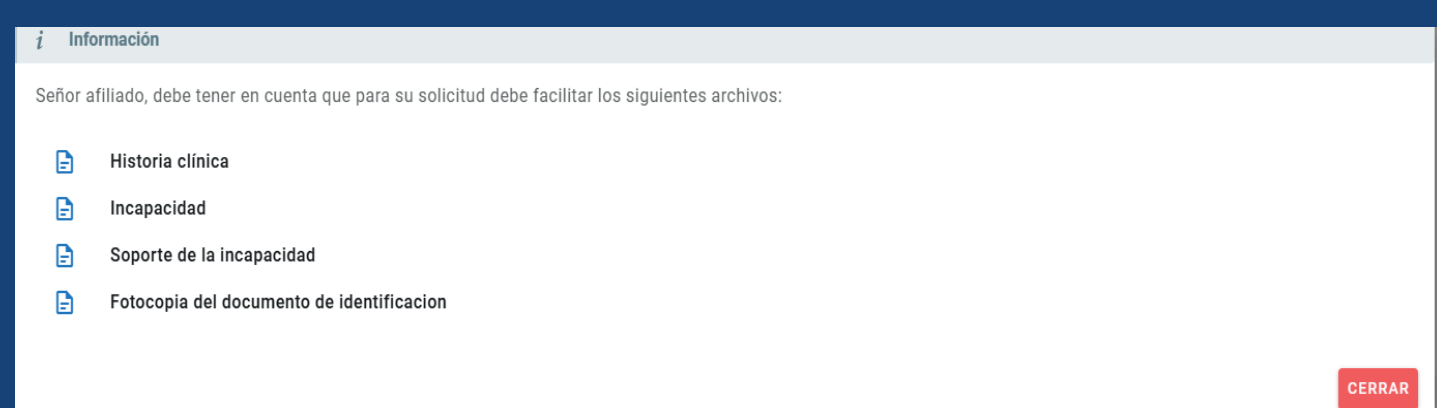 i Información
Señor afiliado, debe tener en cuenta que para su solicitud debe facilitar los siguientes archivos:
Historia clínica
Incapacidad
Soporte de la incapacidad
Fotocopia del documento de identificacion
CERRAR